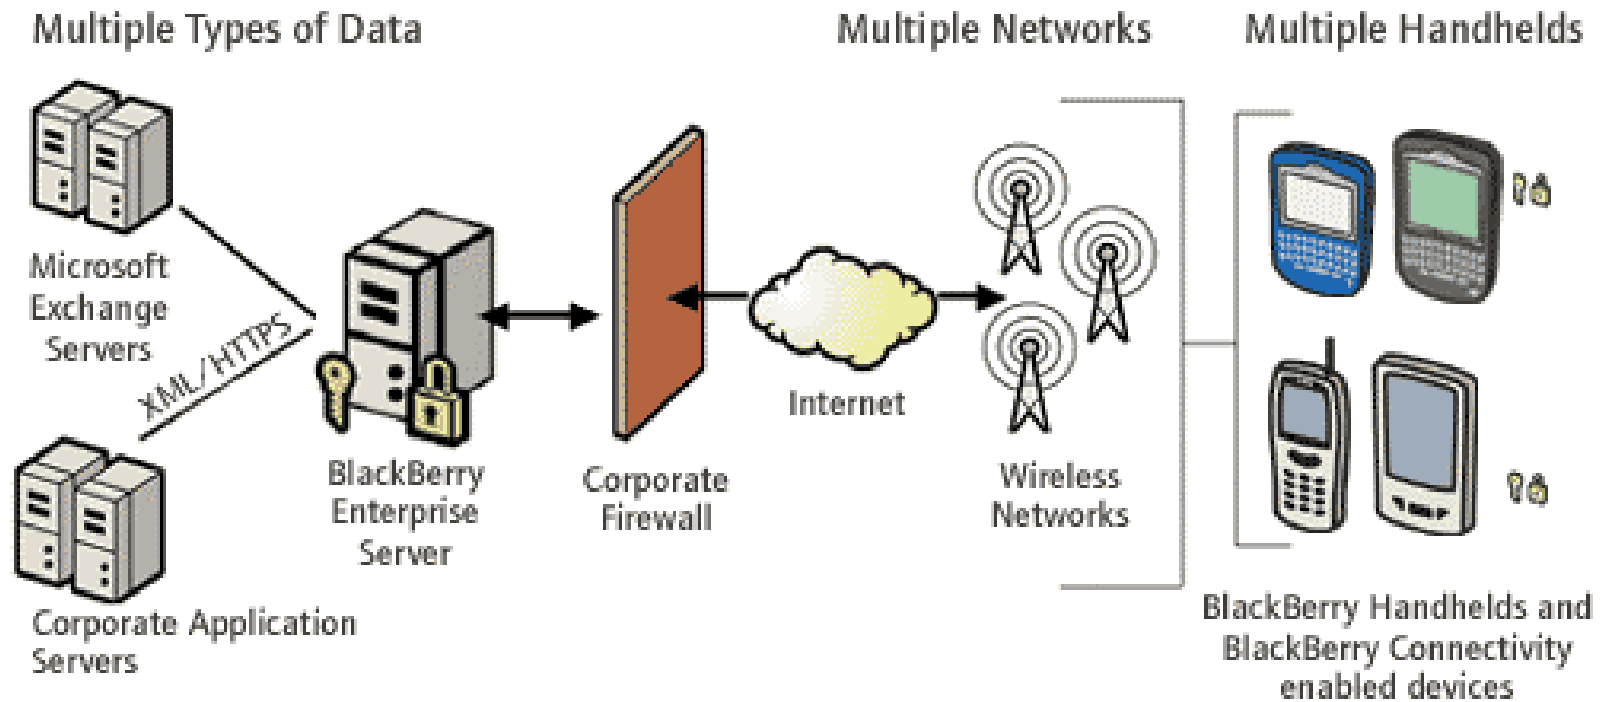 Multiple Types of Data
Multiple Networks
Multiple Handhelds
Microsoft
Exchange
Servers
XML/HTTPS
Corporate Application
Servers
BlackBerry
Enterprise
Server
Corporate
Firewall
Internet
Wireless
Networks
BlackBerry Handhelds and
BlackBerry Connectivity
enabled devices